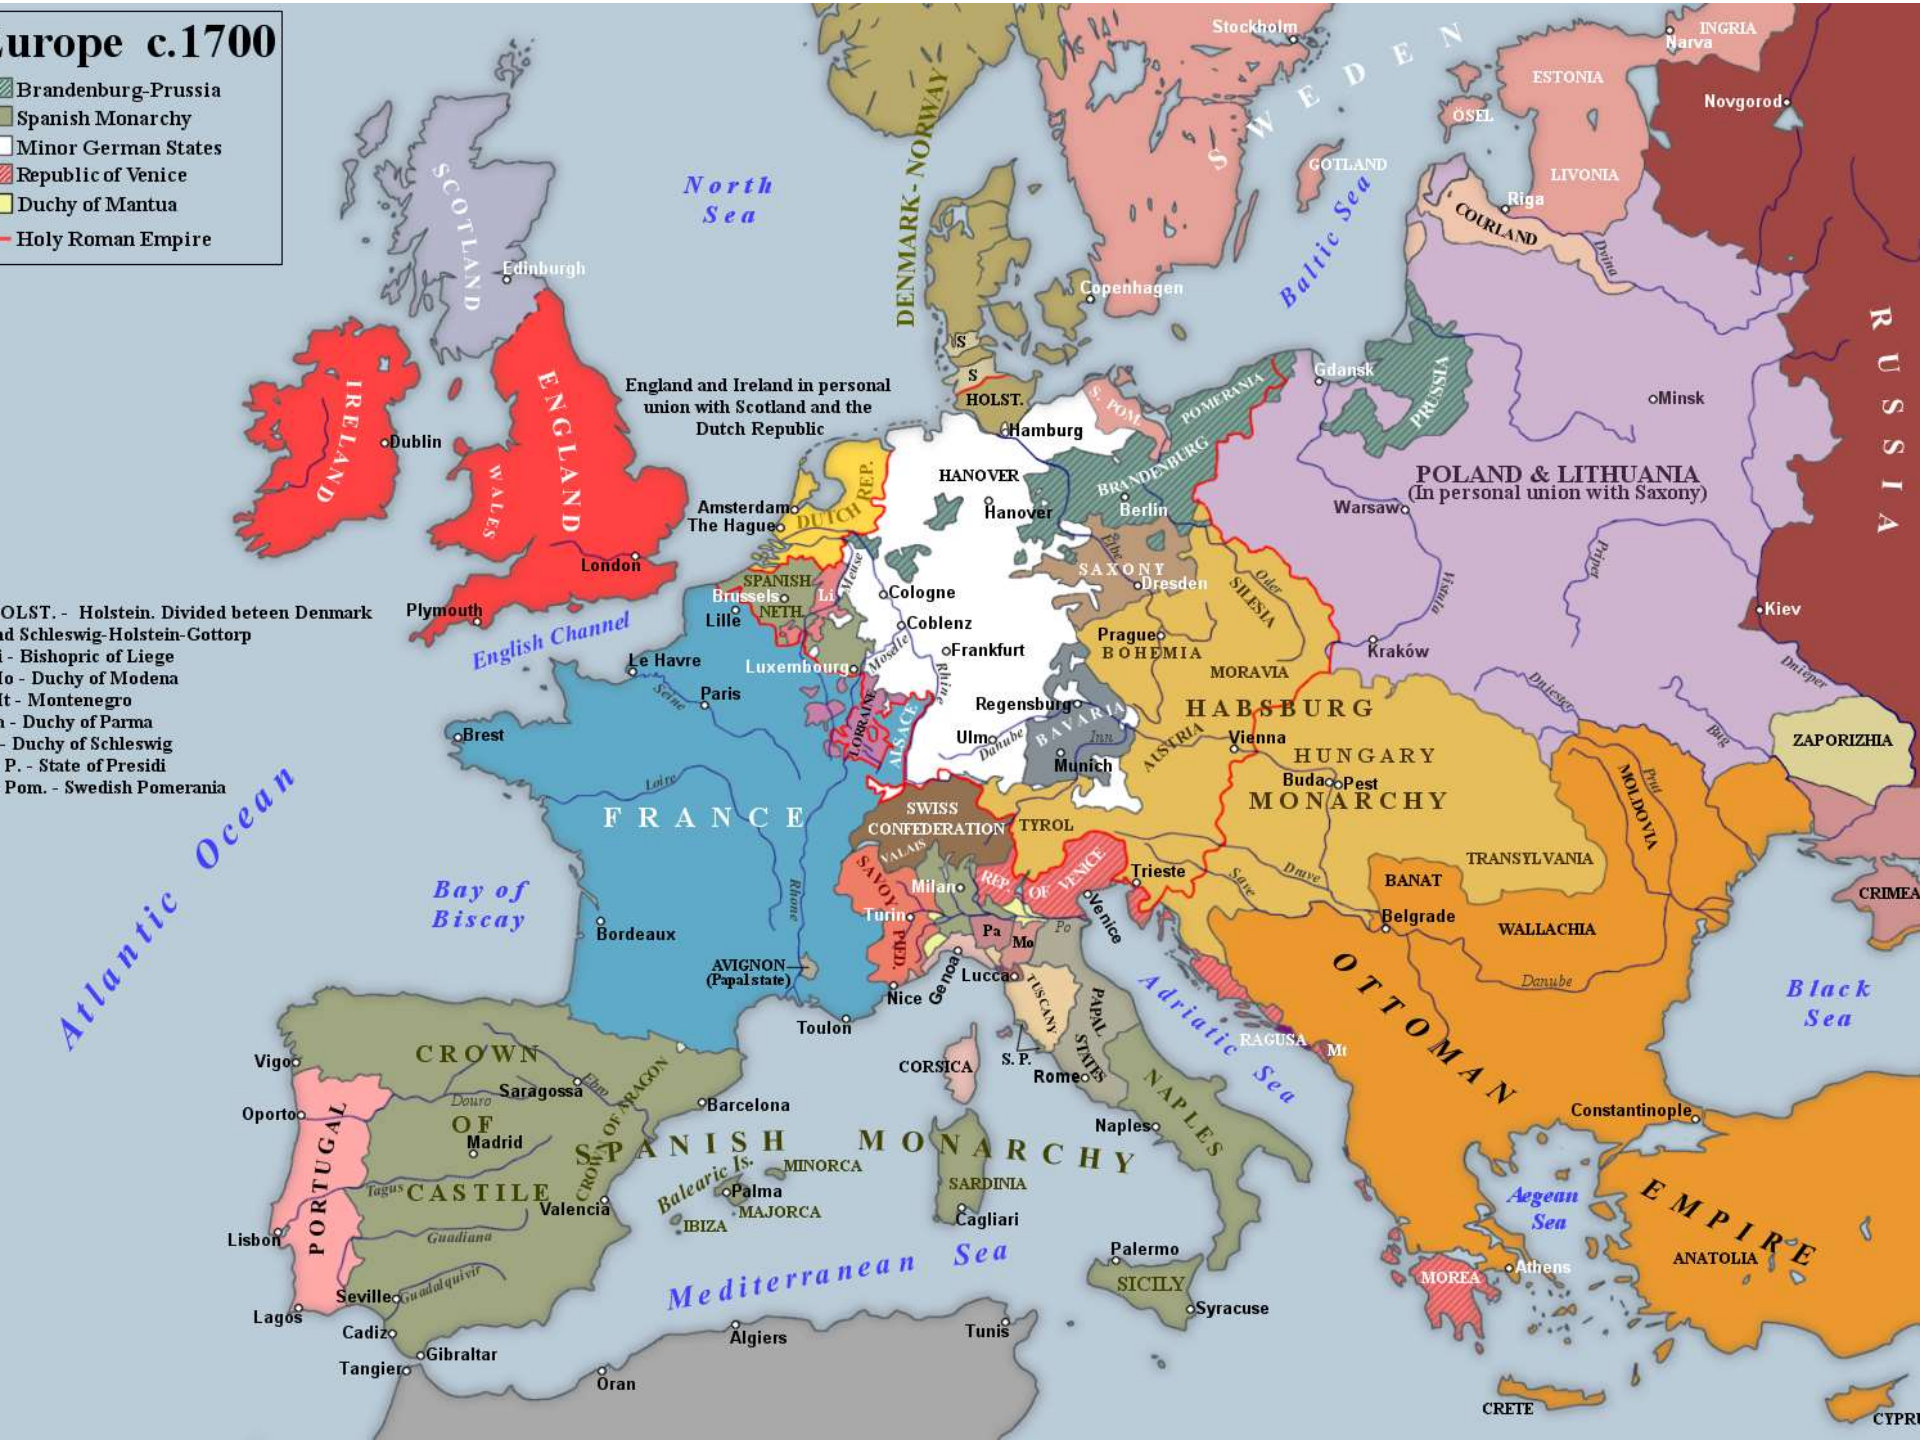 urope c.1700
Brandenburg-Prussia
Spanish Monarchy
Minor German States
Republic of Venice
Duchy of Mantua
Holy Roman Empire
OLST. - Holstein. Divided beteen Denmark
nd Schleswig-Holstein-Gottorp
i - Bishopric of Liege
Io - Duchy of Modena
It - Montenegro
a - Duchy of Parma
- Duchy of Schleswig
P. - State of Presidi
Pom. - Swedish Pomerania
England and Ireland in personal
union with Scotland and the
Dutch Republic
North
Sea
DENMARK - NORWAY
SWEDEN
Stockholm
INGRIA
Narva
ESTONIA
Novgorod
ÖSEL
GOTLAND
LIVONIA
Riga
COURLAND
Dvina
Baltic Sea
Copenhagen
SCOTLAND
Edinburgh
IRELAND
Dublin
ENGLAND
WALES
London
Plymouth
English Channel
S
S
HOLST.
Hamburg
S. POM.
POMERANIA
Gdansk
PRUSSIA
Minsk
RUSSIA
HANOVER
Hanover
BRANDENBURG
Berlin
POLAND & LITHUANIA
(In personal union with Saxony)
Warsaw
Vistula
Pripet
Kiev
Dnieper
Amsterdam
The Hague
DUTCH REP.
SPANISH
NETH.
Brussels
Lille
Li
Meuse
Cologne
Coblenz
Frankfurt
Luxembourg
Moselle
Rhine
SAXONY
Elbe
Dresden
Oder
SILESIA
Prague
BOHEMIA
MORAVIA
Kraków
Dniester
Bug
ZAPORIZHIA
Le Havre
Seine
Paris
Brest
Loire
FRANCE
LORRAINE
ALSACE
Regensburg
Ulm
Danube
BAVARIA
Inn
Munich
AUSTRIA
Vienna
HABSBURG
MONARCHY
HUNGARY
Buda
Pest
MOLDOVIA
Prut
TRANSYLVANIA
CRIMEA
SWISS
CONFEDERATION
VALAIS
TYROL
SAVOY
Milan
REP. OF VENICE
Trieste
Save
Drave
BANAT
Belgrade
WALLACHIA
Danube
Turin
PIED.
Venice
Pa
Mo
Po
Genoa
Lucca
Nice
TUSCANY
PAPAL
STATES
Atlantic Ocean
Bay of
Biscay
Bordeaux
Rhone
AVIGNON
(Papal state)
Toulon
CORSICA
S. P.
Rome
Adriatic Sea
RAGUSA
Mt
OTTOMAN
EMPIRE
Black
Sea
Constantinople
Vigo
Oporto
Douro
CROWN
OF
CASTILE
Saragossa
Ebro
CROWN OF ARAGON
Barcelona
Madrid
PORTUGAL
Tagus
Valencia
Lisbon
Guadiana
Seville
Guadalquivir
Lagos
Cadiz
Gibraltar
Tangier
SPANISH MONARCHY
Balearic Is.
MINORCA
Palma
MAJORCA
IBIZA
SARDINIA
Cagliari
NAPLES
Naples
Mediterranean Sea
Palermo
SICILY
Syracuse
Oran
Algiers
Tunis
Aegean
Sea
ANATOLIA
Athens
MOREA
CRETE
CYPRU